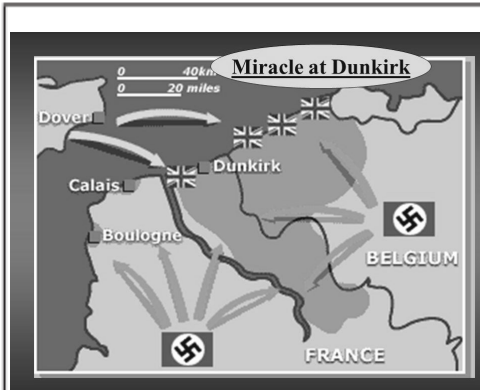 Miracle at Dunkirk
0 40km
0 20 miles
Dover
Dunkirk
Calais
Boulogne
BELGIUM
FRANCE